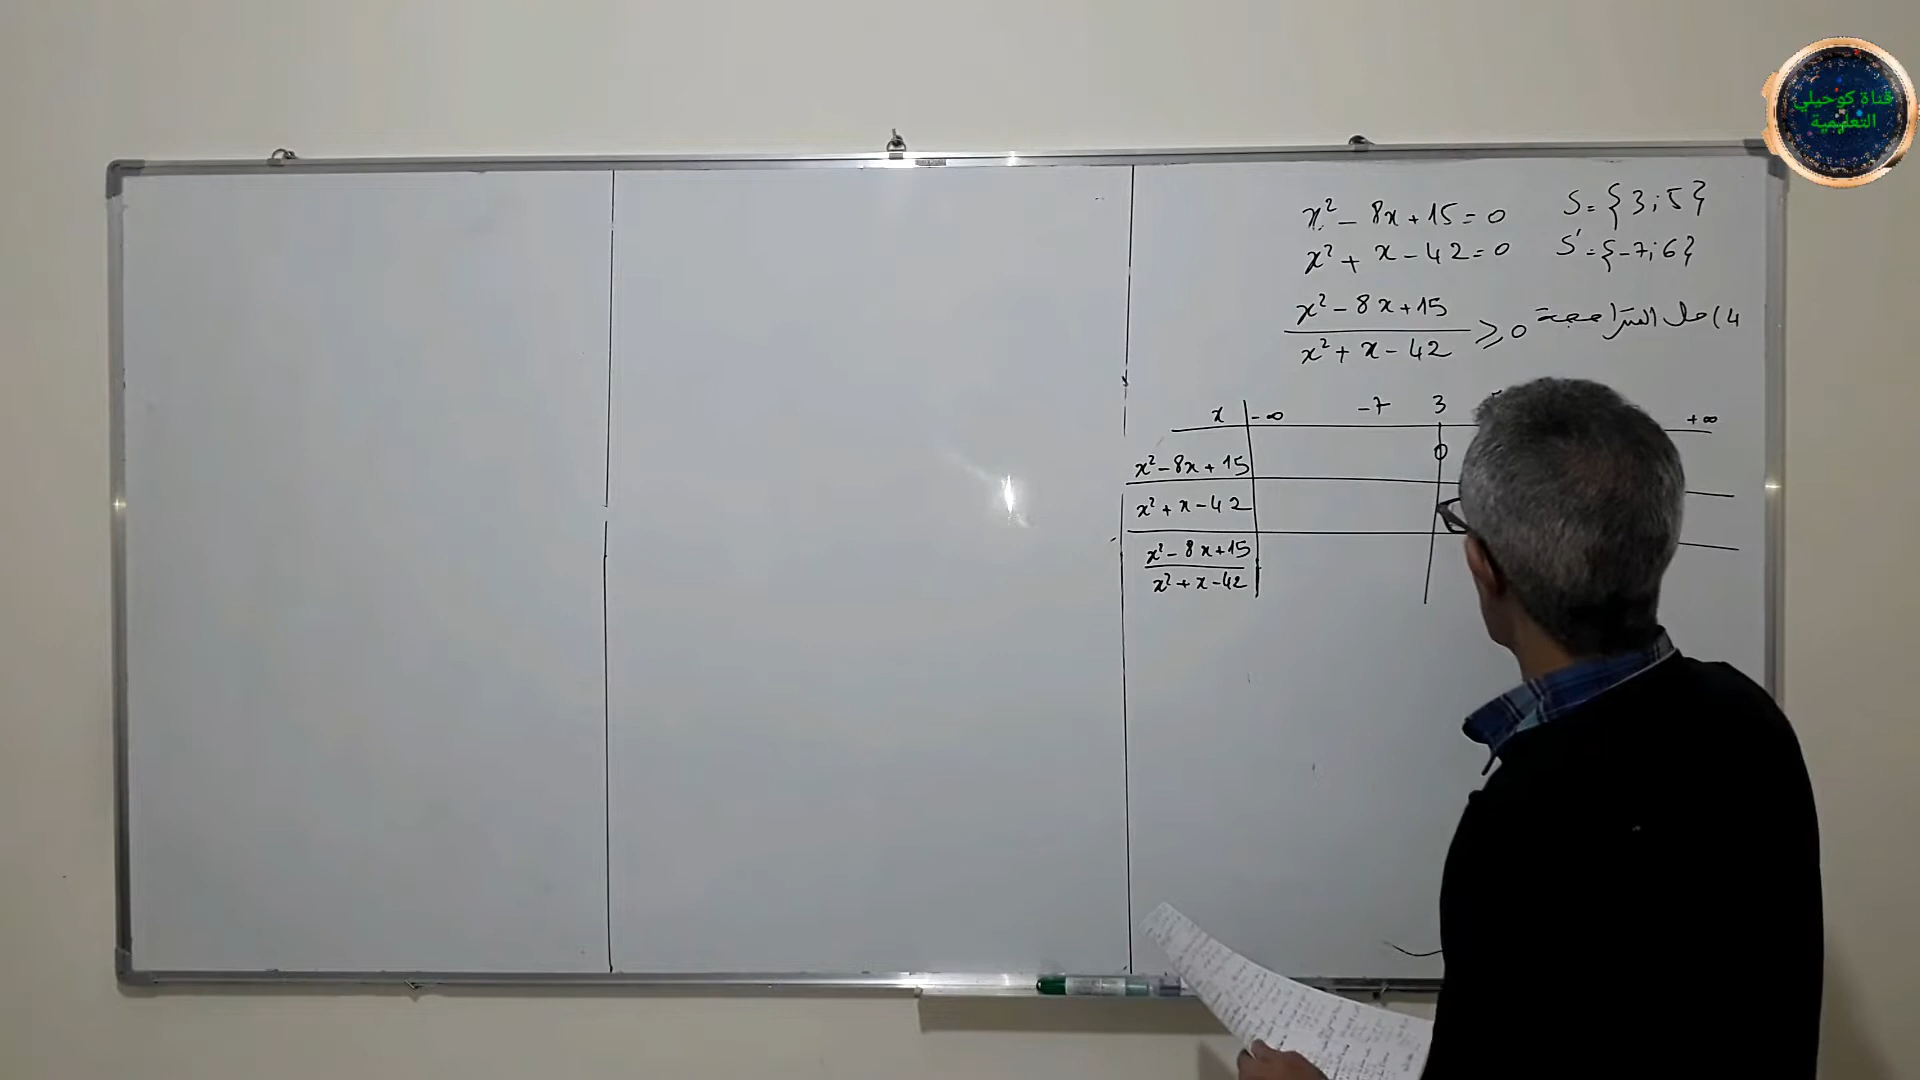 قناة كوحيلي
التعليمية
x² - 8x + 15 = 0 S = {3 ; 5}
x² + x - 42 = 0 S' = {-7 ; 6}
4) حل المتراجحة (x² - 8x + 15)/(x² + x - 42) ⩾ 0
x -∞ -7 3 +∞
x² - 8x + 15 0
x² + x - 42
x² - 8x + 15
x² + x - 42